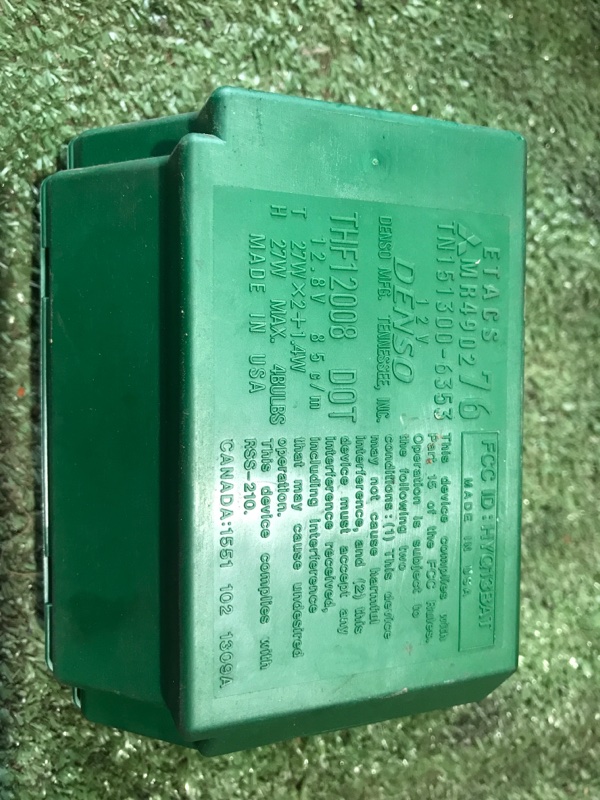 ETACS 76
MR490276
TN151300-6353
12V
DENSO
DENSO MFG. TENNESSEE, INC.
THF12008 DOT
12.8V 85c/m
T 27W×2+1.4W
H 27W MAX. 4BULBS
MADE IN USA
FCC ID:HYQ13BAT
MADE IN USA
This device complies with
Part 15 of the FCC Rules.
Operation is subject to
the following two
conditions:(1) This device
may not cause harmful
interference, and (2) this
device must accept any
interference received,
including interference
that may cause undesired
operation.
This device complies with
RSS-210.
CANADA:1551 102 1309A